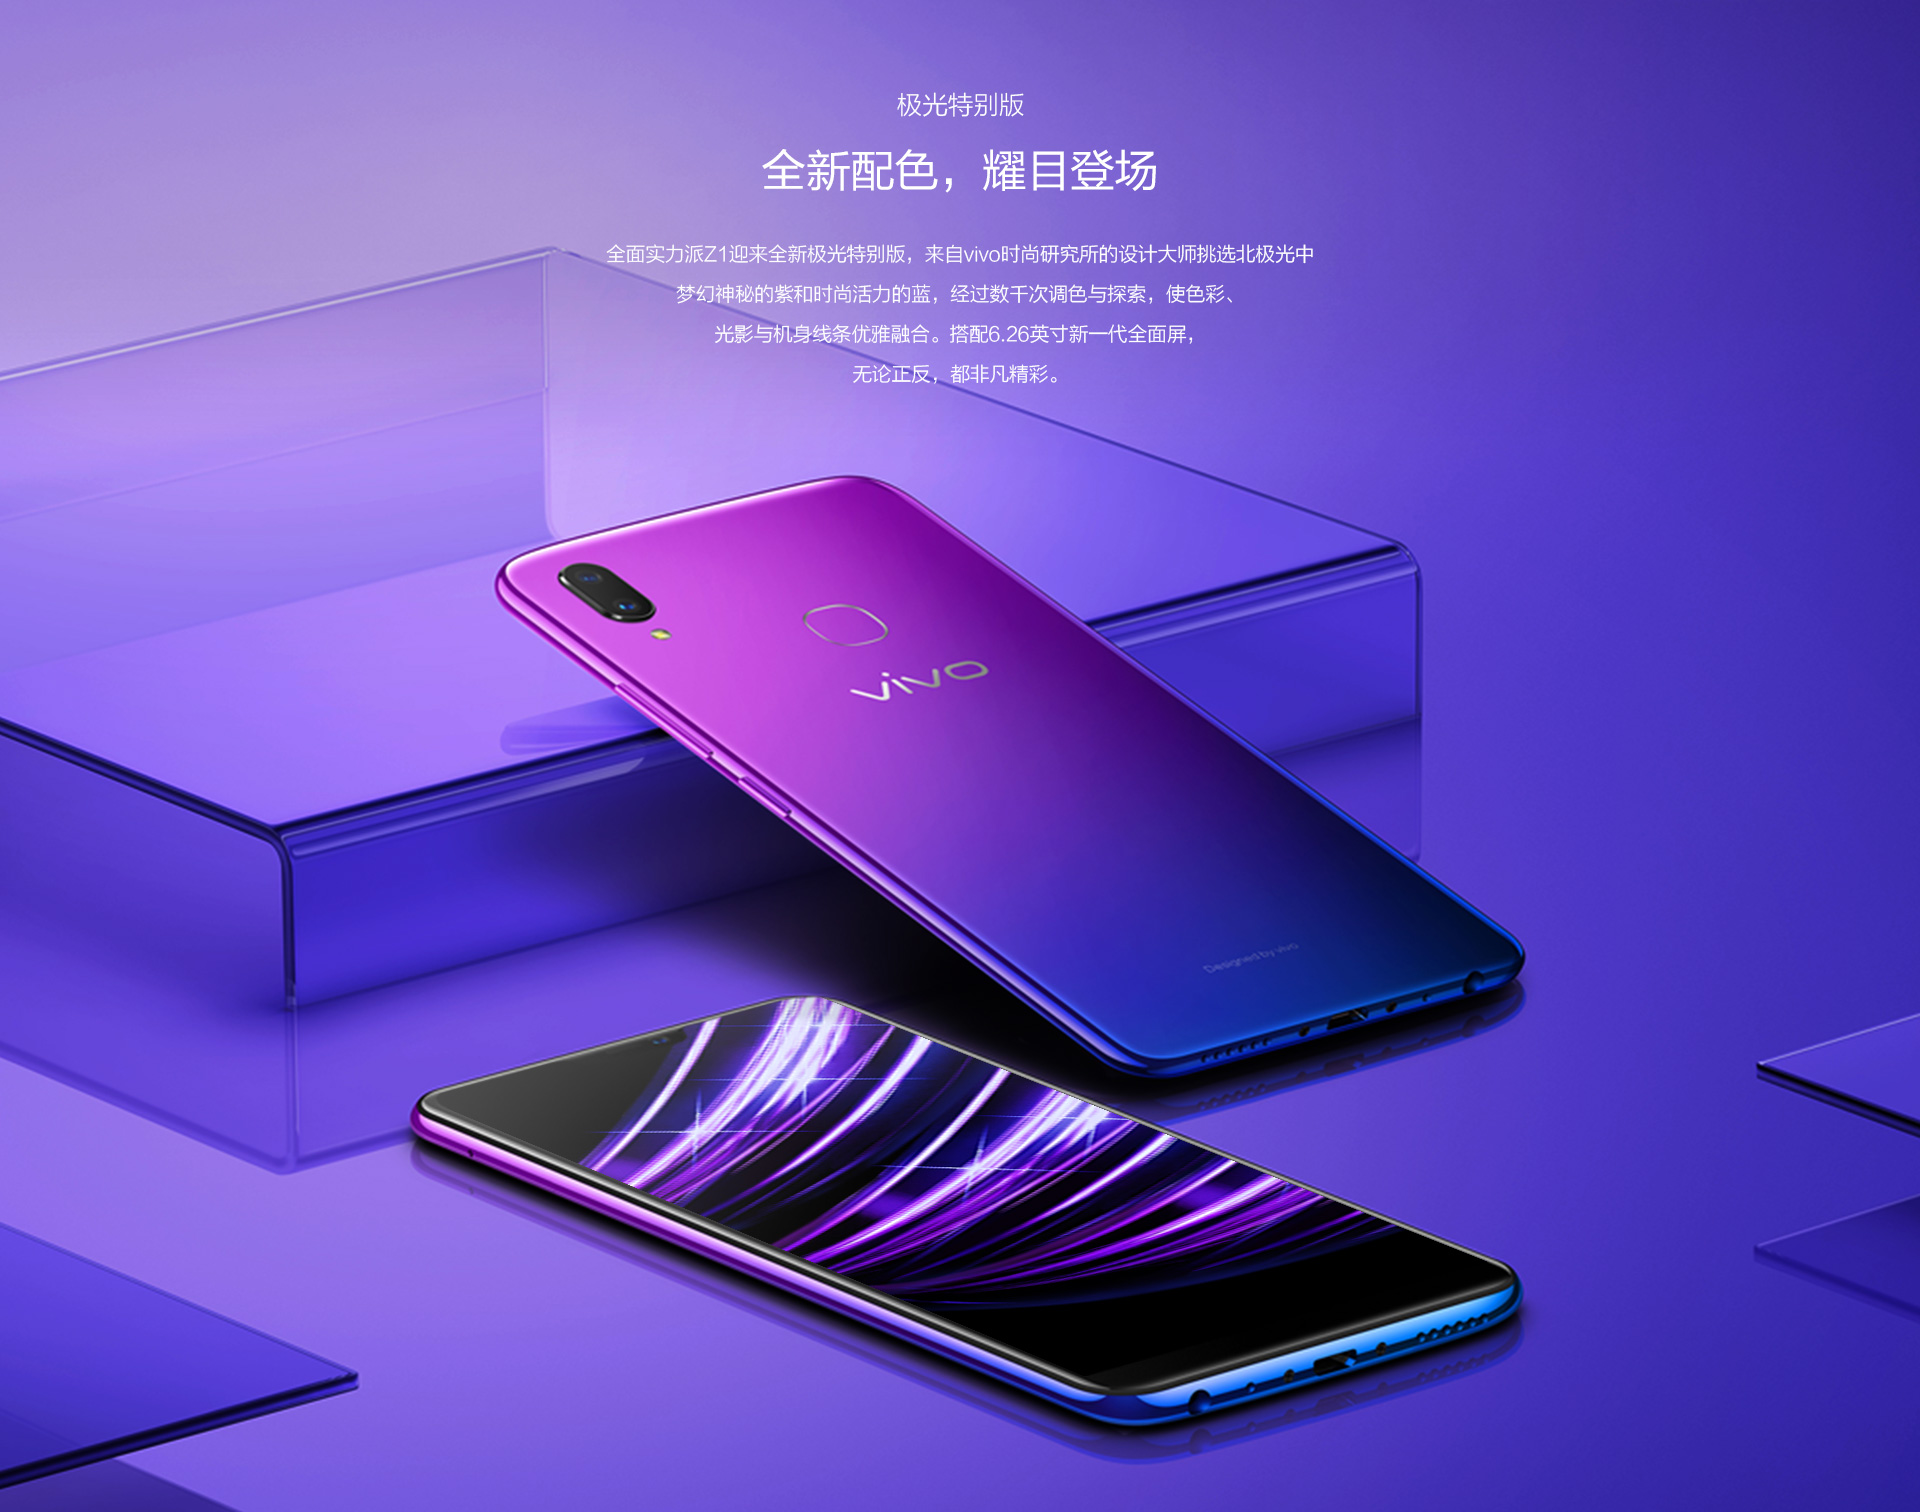 极光特别版
全新配色，耀目登场
全面实力派Z1迎来全新极光特别版，来自vivo时尚研究所的设计大师挑选北极光中
梦幻神秘的紫和时尚活力的蓝，经过数千次调色与探索，使色彩、
光影与机身线条优雅融合。搭配6.26英寸新一代全面屏，
无论正反，都非凡精彩。
vivo
Designed by vivo